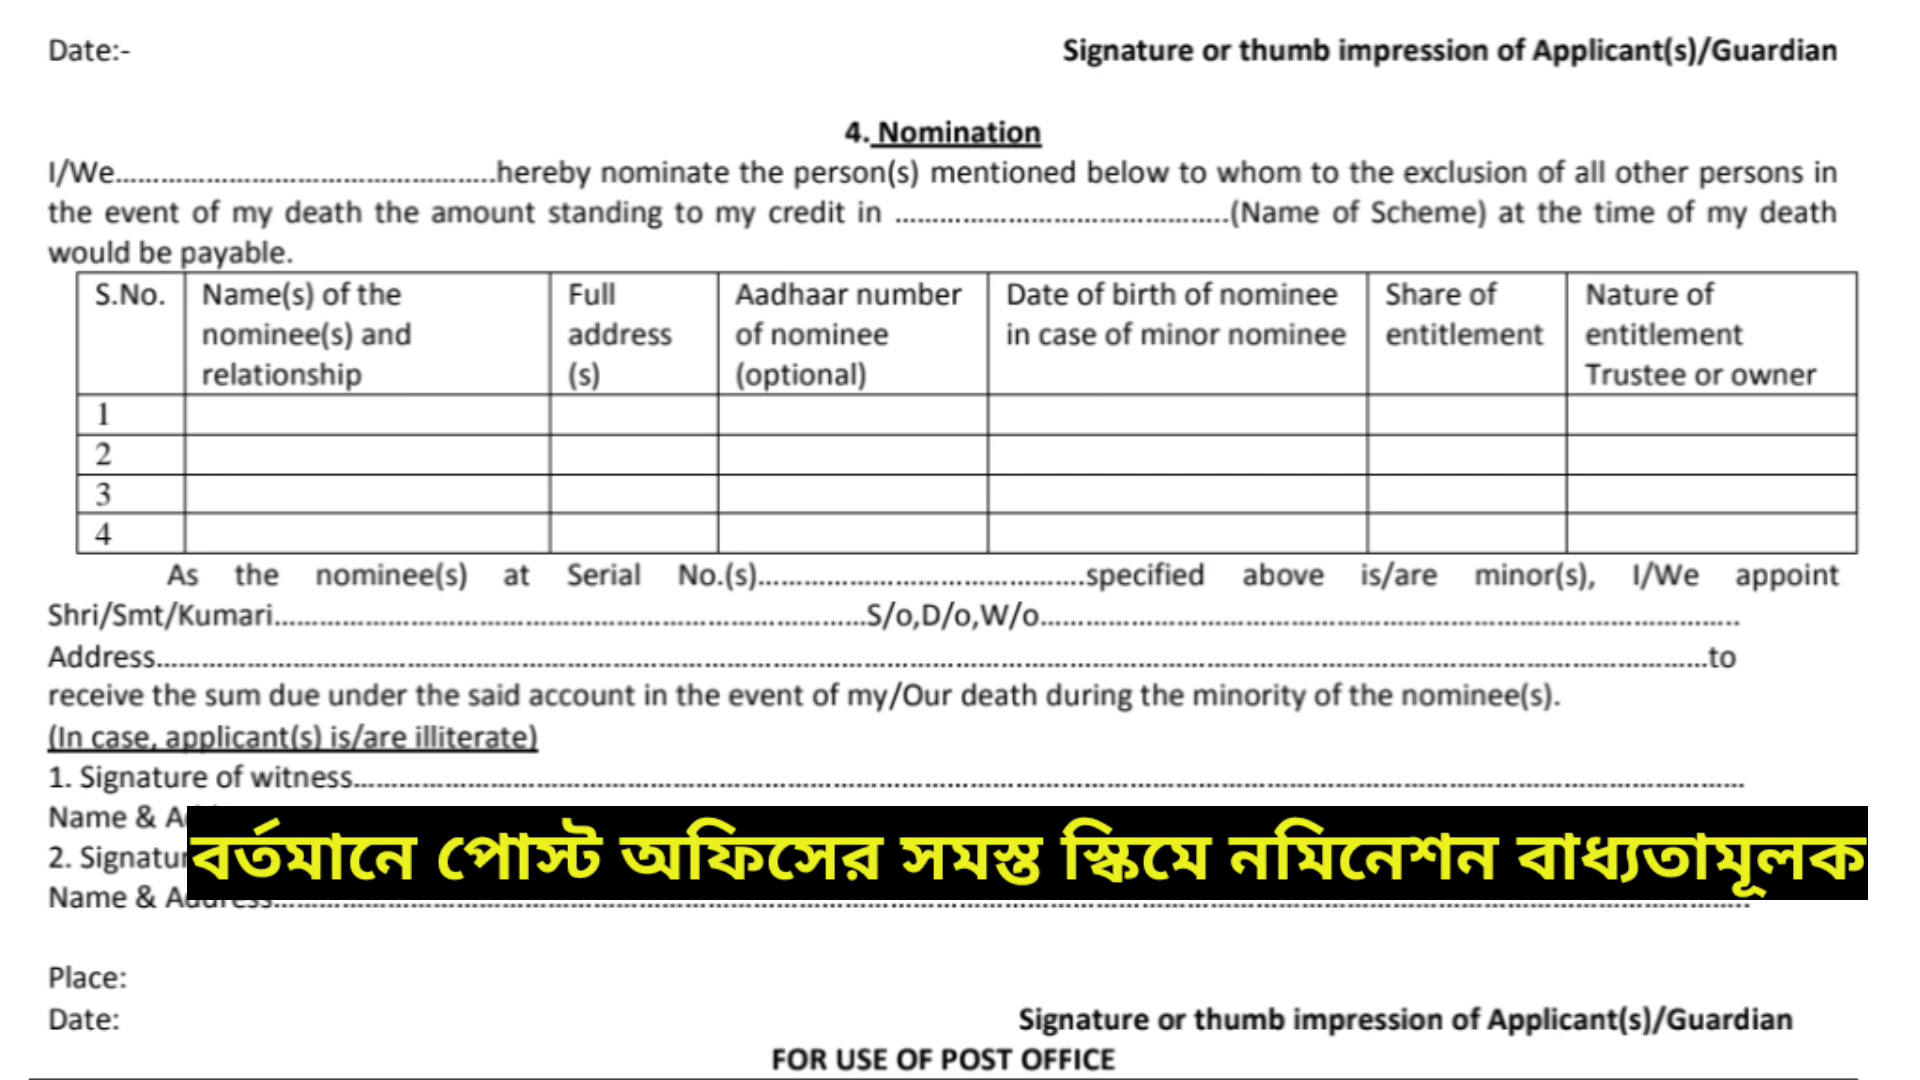 Date:- Signature or thumb impression of Applicant(s)/Guardian
4. Nomination
I/We.......................................................hereby nominate the person(s) mentioned below to whom to the exclusion of all other persons in
the event of my death the amount standing to my credit in ................................................(Name of Scheme) at the time of my death
would be payable.
S.No. Name(s) of the nominee(s) and relationship Full address (s) Aadhaar number of nominee (optional) Date of birth of nominee in case of minor nominee Share of entitlement Nature of entitlement Trustee or owner
1
2
3
4
As the nominee(s) at Serial No.(s)...............................................specified above is/are minor(s), I/We appoint
Shri/Smt/Kumari....................................................................................S/o,D/o,W/o....................................................................................................
Address................................................................................................................................................................................................to
receive the sum due under the said account in the event of my/Our death during the minority of the nominee(s).
(In case, applicant(s) is/are illiterate)
1. Signature of witness....................................................................................................................................................................
Name &
বর্তমানে পোস্ট অফিসের সমস্ত স্কিমে নমিনেশন বাধ্যতামূলক
2.
Name & Address....................................................................................................................................................................
Place:
Date: Signature or thumb impression of Applicant(s)/Guardian
FOR USE OF POST OFFICE